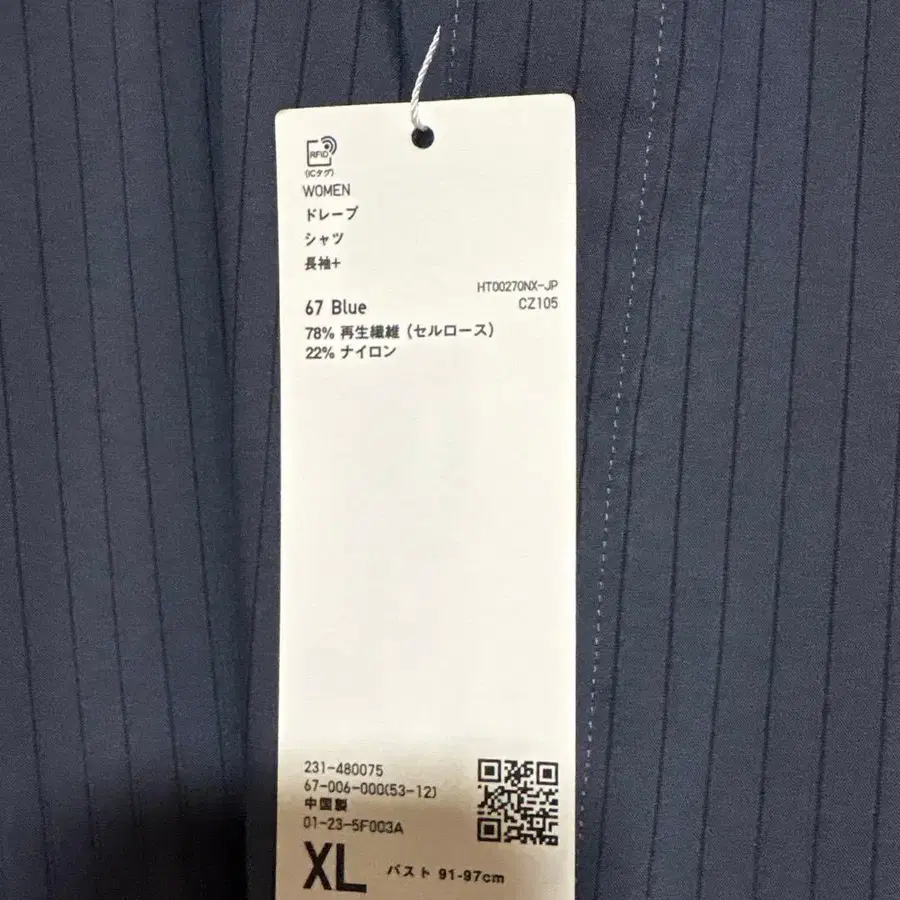 RFID
(ICタグ)
WOMEN
ドレープ
シャツ
長袖+
HT00270NX-JP
67 Blue
CZ105
78% 再生繊維 (セルロース)
22% ナイロン
231-480075
67-006-000(53-12)
中国製
01-23-5F003A
XL
バスト 91-97cm